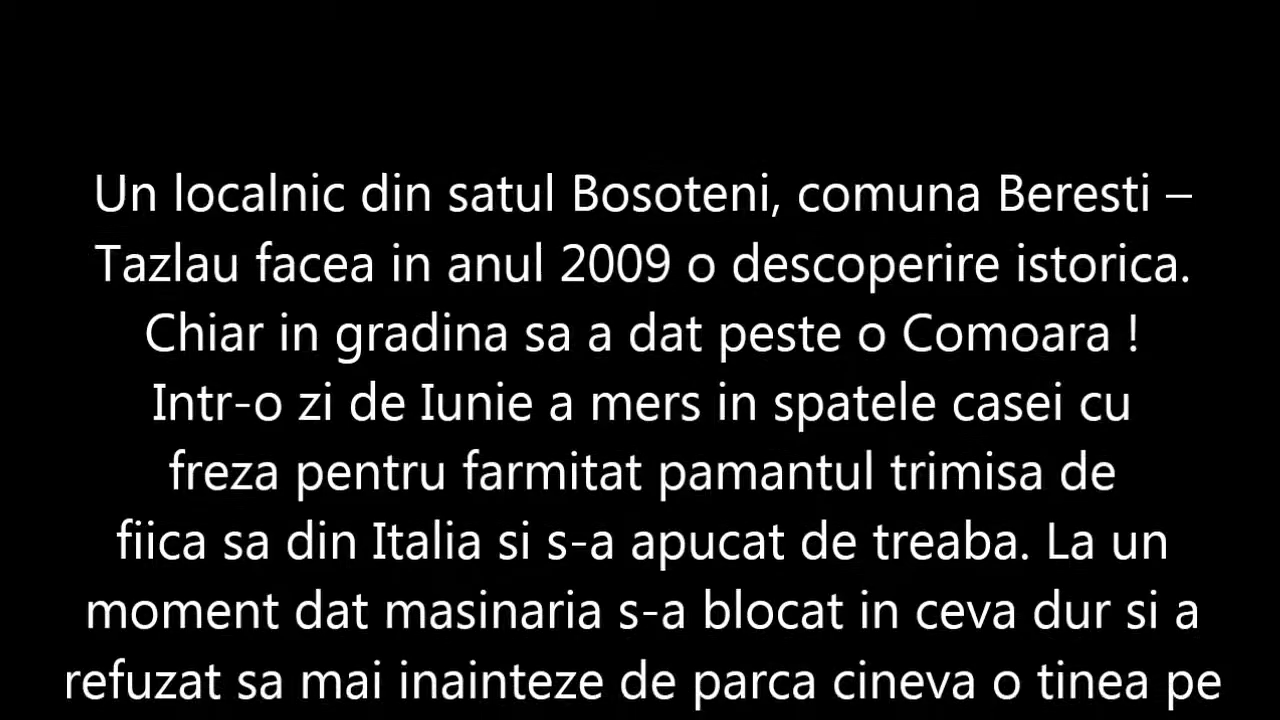 Un localnic din satul Bosoteni, comuna Beresti –
Tazlau facea in anul 2009 o descoperire istorica.
Chiar in gradina sa a dat peste o Comoara !
Intr-o zi de Iunie a mers in spatele casei cu
freza pentru farmitat pamantul trimisa de
fiica sa din Italia si s-a apucat de treaba. La un
moment dat masinaria s-a blocat in ceva dur si a
refuzat sa mai inainteze de parca cineva o tinea pe